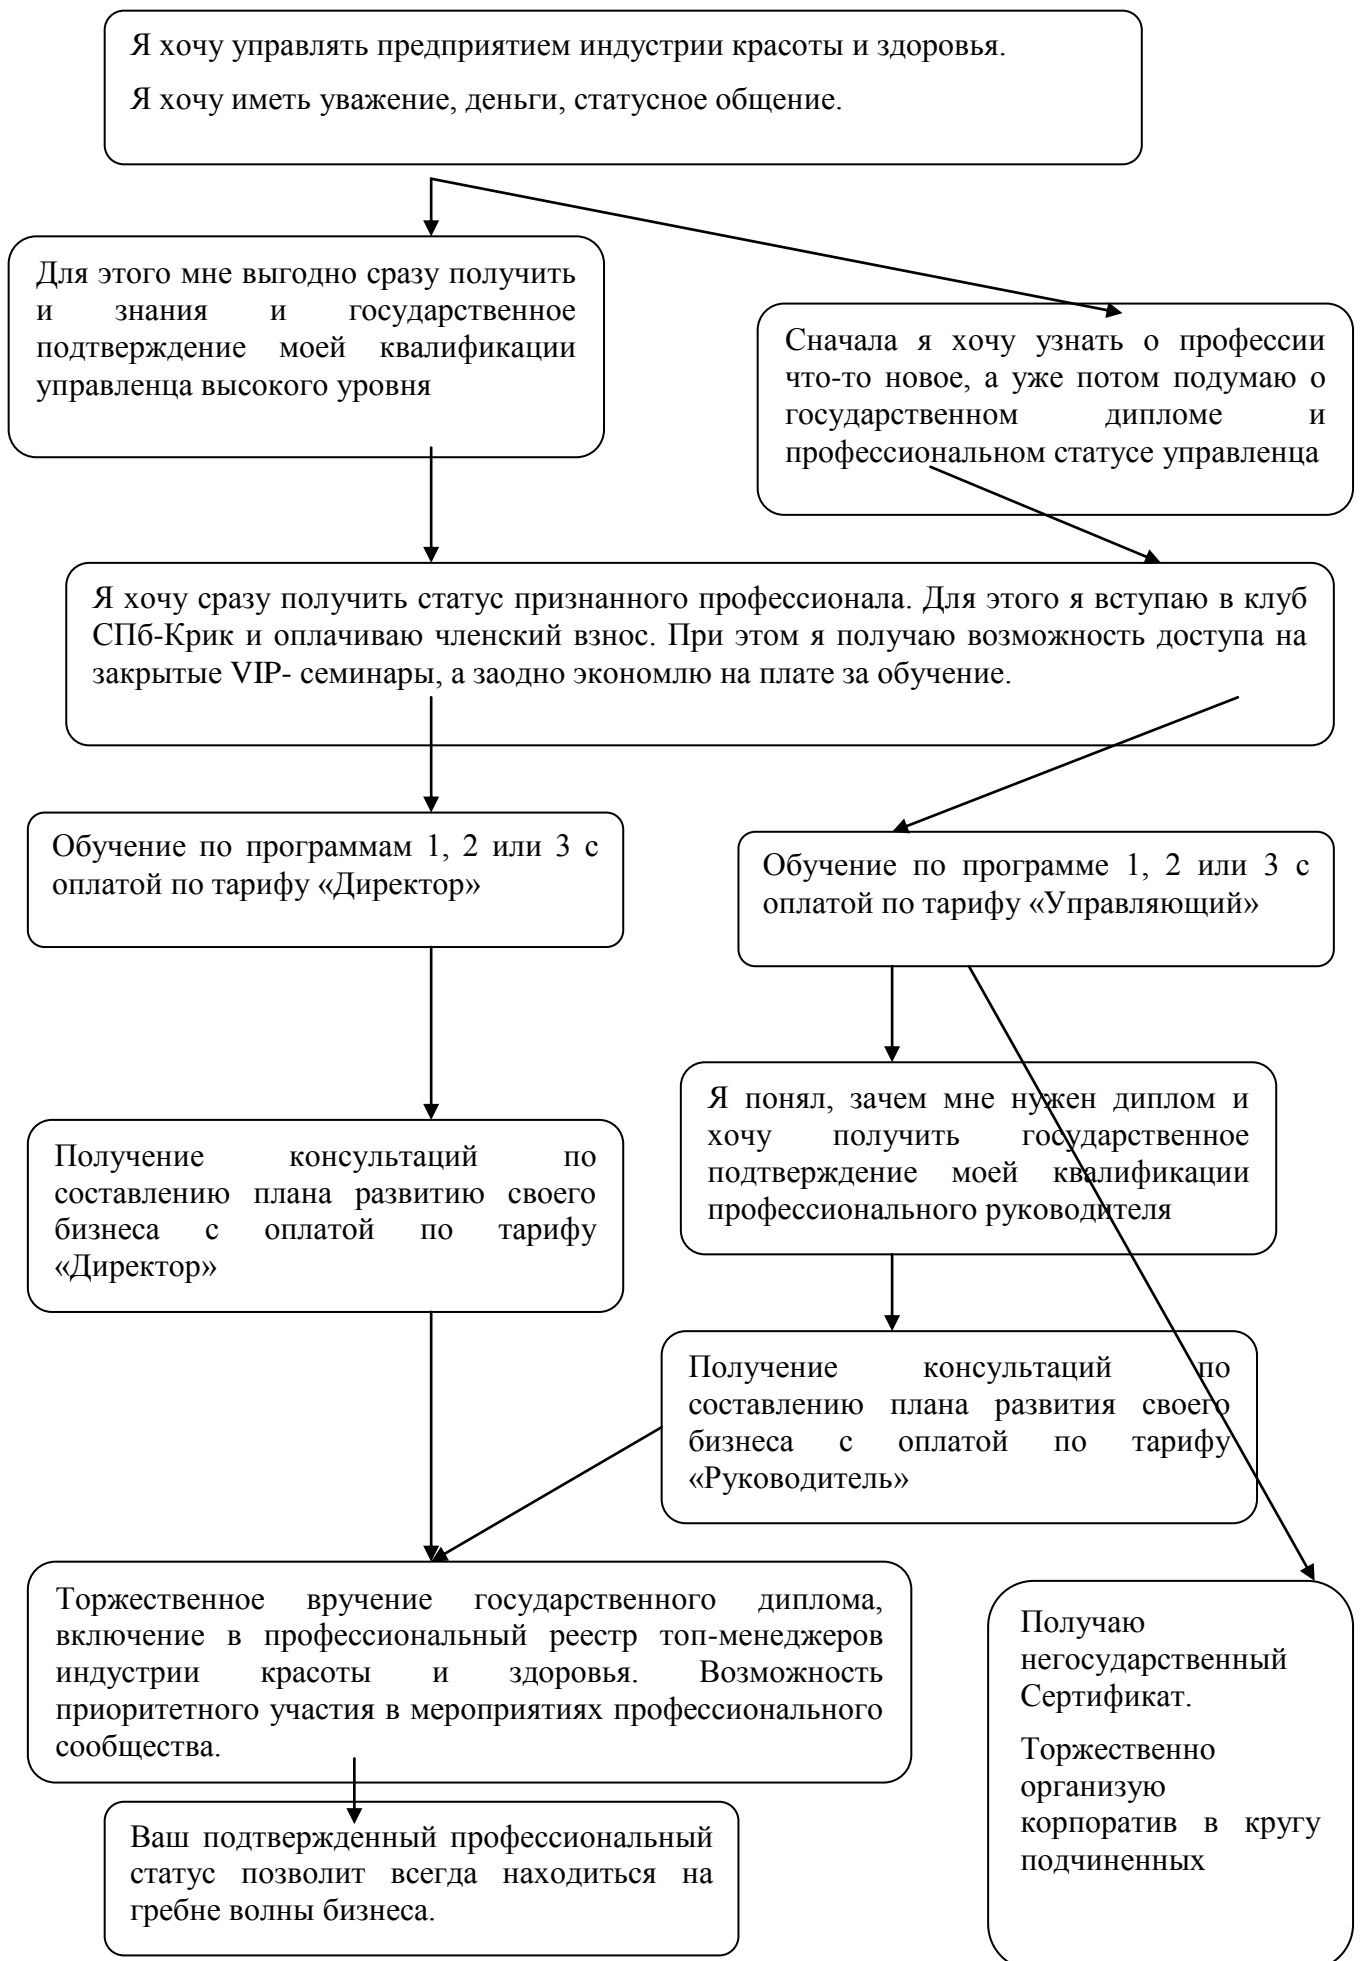 Я хочу управлять предприятием индустрии красоты и здоровья.
Я хочу иметь уважение, деньги, статусное общение.
Для этого мне выгодно сразу получить
и знания и государственное
подтверждение моей квалификации
управленца высокого уровня
Сначала я хочу узнать о профессии
что-то новое, а уже потом подумаю о
государственном дипломе и
профессиональном статусе управленца
Я хочу сразу получить статус признанного профессионала. Для этого я вступаю в клуб
СПб-Крик и оплачиваю членский взнос. При этом я получаю возможность доступа на
закрытые VIP- семинары, а заодно экономлю на плате за обучение.
Обучение по программам 1, 2 или 3 с
оплатой по тарифу «Директор»
Обучение по программе 1, 2 или 3 с
оплатой по тарифу «Управляющий»
Получение консультаций по
составлению плана развитию своего
бизнеса с оплатой по тарифу
«Директор»
Я понял, зачем мне нужен диплом и
хочу получить государственное
подтверждение моей квалификации
профессионального руководителя
Получение консультаций по
составлению плана развития своего
бизнеса с оплатой по тарифу
«Руководитель»
Торжественное вручение государственного диплома,
включение в профессиональный реестр топ-менеджеров
индустрии красоты и здоровья. Возможность
приоритетного участия в мероприятиях профессионального
сообщества.
Получаю
негосударственный
Сертификат.
Торжественно
организую
корпоратив в кругу
подчиненных
Ваш подтвержденный профессиональный
статус позволит всегда находиться на
гребне волны бизнеса.